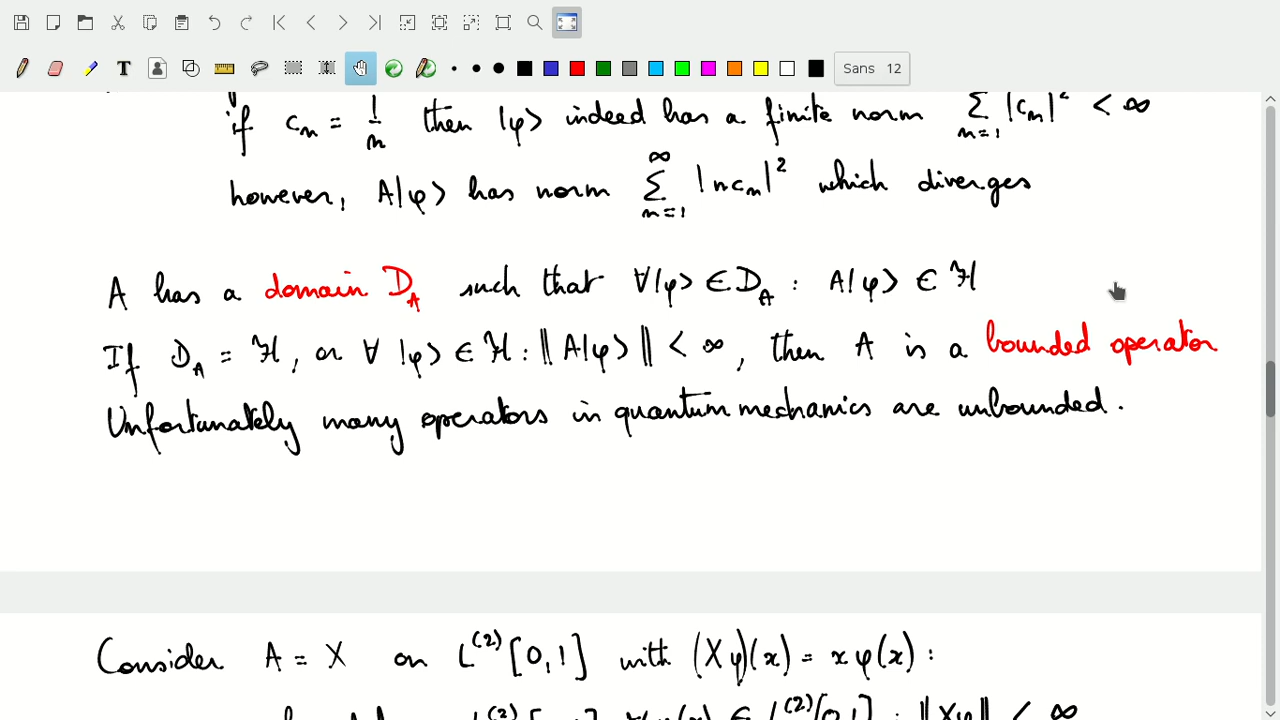 Sans 12
if cₙ = 1/n then |φ> indeed has a finite norm ∑ₙ₌₁ |cₙ|² < ∞
however, A|φ> has norm ∑ₙ₌₁^∞ |ncₙ|² which diverges
A has a domain D_A such that ∀|φ> ∈ D_A : A|φ> ∈ ℋ
If D_A = ℋ, or ∀ |φ> ∈ ℋ : ‖A|φ>‖ < ∞, then A is a bounded operator
Unfortunately many operators in quantum mechanics are unbounded.
Consider A = X on L⁽²⁾[0,1] with (Xφ)(x) = xφ(x) :